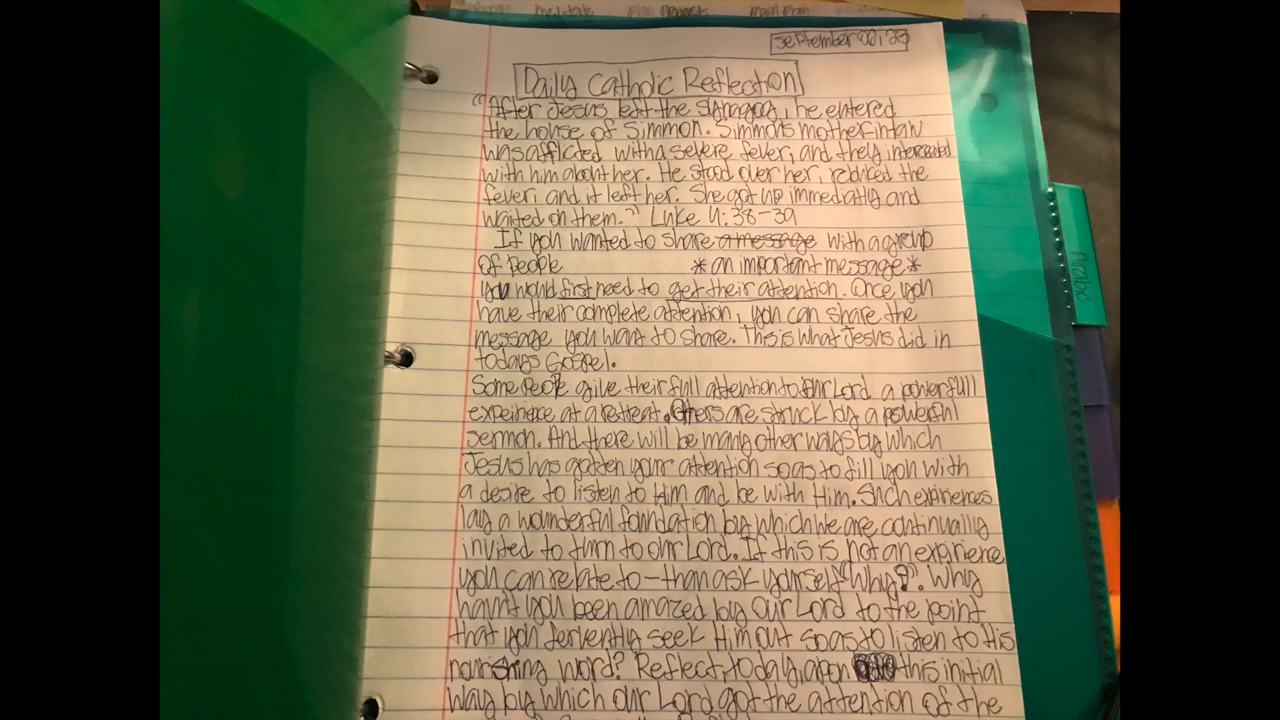 September 06, 23
Daily Catholic Reflection
"After Jesus left the synagog, he entered
the house of Simmon. Simmons mother in law
was afflicted with a severe fever, and they interceeded
with him about her. He stood over her, rebuked the
fever, and it left her. She got up immediatly and
waited on them." Luke 4:38-39
If you wanted to share a message with a group
of People *an important message*
you would first need to get their attention. Once you
have their complete attention, you can share the
message you want to share. This is what Jesus did in
todays Gospel.
Some People give their full attention to Our Lord a powerfull
at a retreat. Others are struck by a powerful
sermon. And there will be many other ways by which
Jesus has gotten your attention so as to fill you with
a desire to listen to Him and be with Him. Such
lay a wounderful foundation by which we are continually
invited to turn to our Lord. If this is not an
you can relate to - than ask yourself "Why?". Why
havnt you been amazed by Our Lord to the point
that you fervently seek Him out so as to listen to His
nourishing word? Reflect, today, upon this initial
way by which our Lord got the attention of the
Arabic